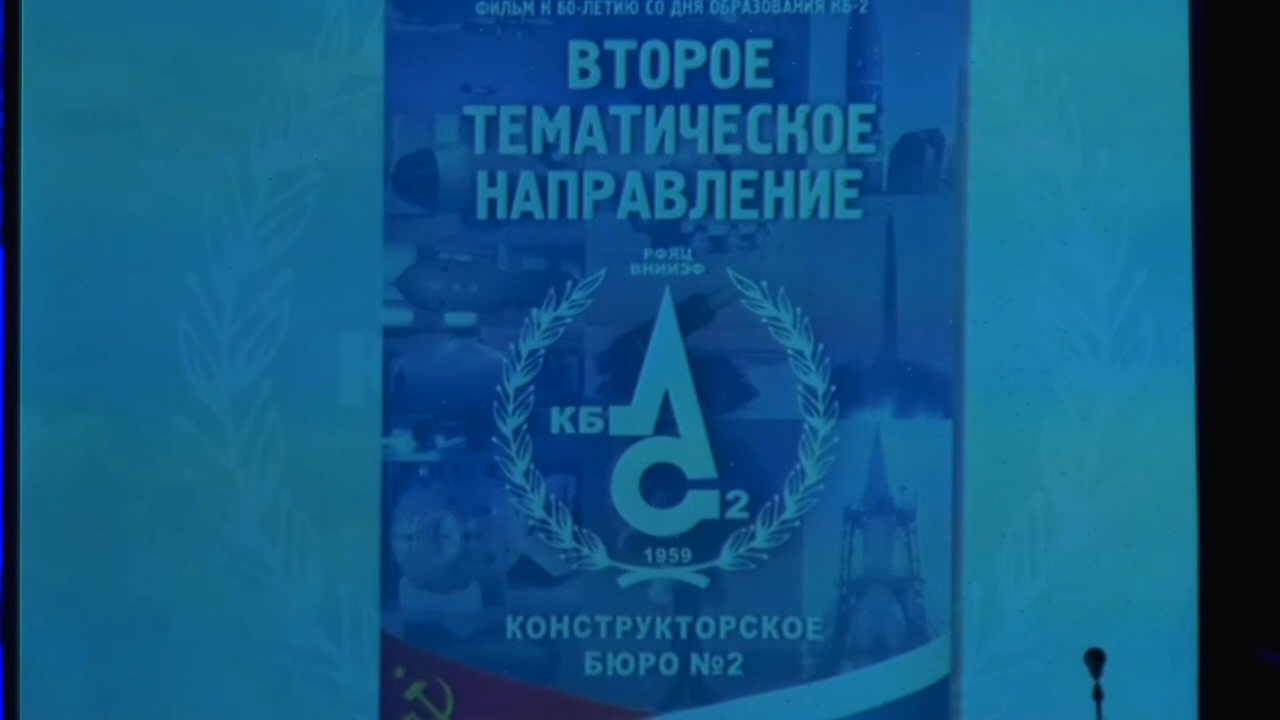 ФИЛЬМ К 60-ЛЕТИЮ СО ДНЯ ОБРАЗОВАНИЯ КБ-2
ВТОРОЕ
ТЕМАТИЧЕСКОЕ
НАПРАВЛЕНИЕ
РФЯЦ
ВНИИЭФ
КБ
2
1959
КОНСТРУКТОРСКОЕ
БЮРО №2